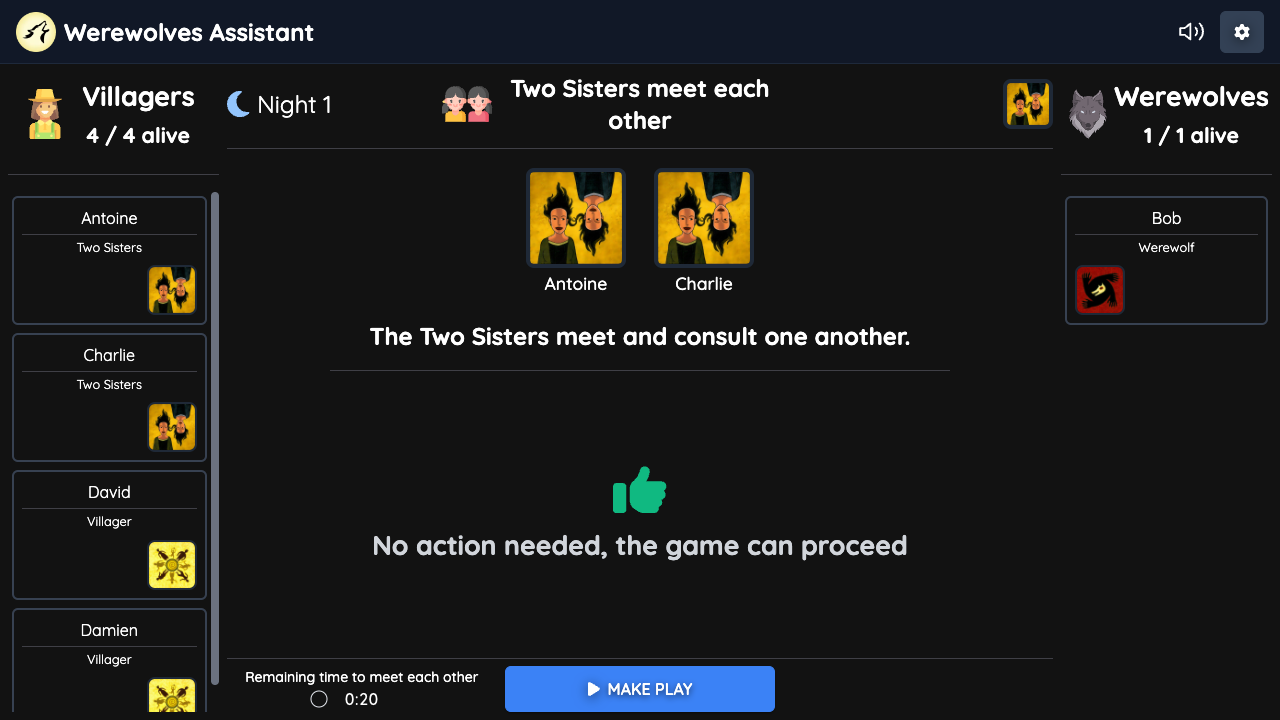 Werewolves Assistant
Villagers
4 / 4 alive
Night 1
Two Sisters meet each
other
Werewolves
1 / 1 alive
Antoine
Two Sisters
Charlie
Two Sisters
David
Villager
Damien
Villager
Antoine
Charlie
The Two Sisters meet and consult one another.
No action needed, the game can proceed
Remaining time to meet each other
0:20
MAKE PLAY
Bob
Werewolf